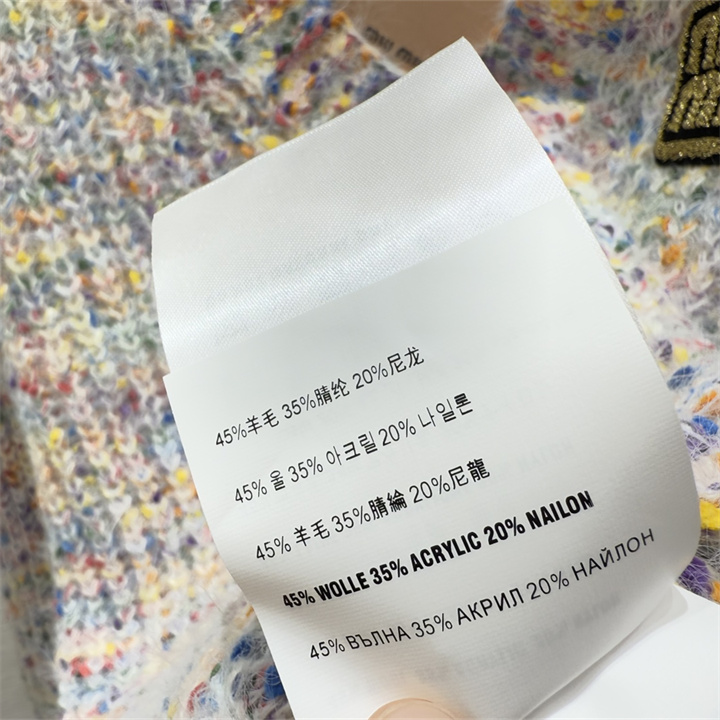 miu miu
45%羊毛 35%腈纶 20%尼龙
45% 울 35% 아크릴 20% 나일론
45% 羊毛 35%腈綸 20%尼龍
45% WOLLE 35% ACRYLIC 20% NAILON
45% ВЪЛНА 35% АКРИЛ 20% НАЙЛОН